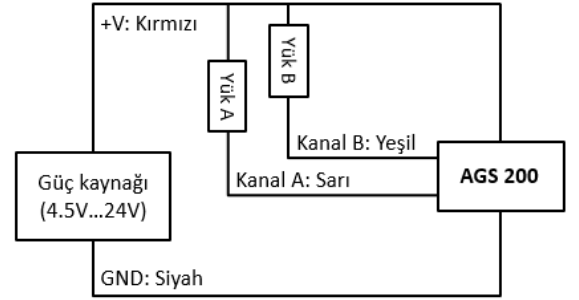 +V: Kırmızı
Yük A
Yük B
Kanal B: Yeşil
Kanal A: Sarı
AGS 200
Güç kaynağı
(4.5V...24V)
GND: Siyah